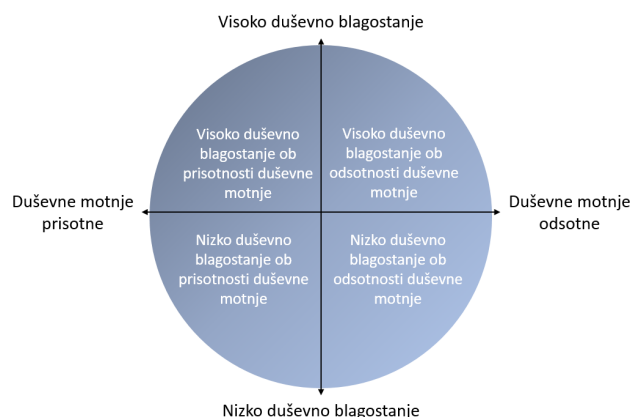 Visoko duševno blagostanje
Visoko duševno
blagostanje ob
prisotnosti duševne
motnje
Visoko duševno
blagostanje ob
odsotnosti duševne
motnje
Duševne motnje
prisotne
Duševne motnje
odsotne
Nizko duševno
blagostanje ob
prisotnosti duševne
motnje
Nizko duševno
blagostanje ob
odsotnosti duševne
motnje
Nizko duševno blagostanje